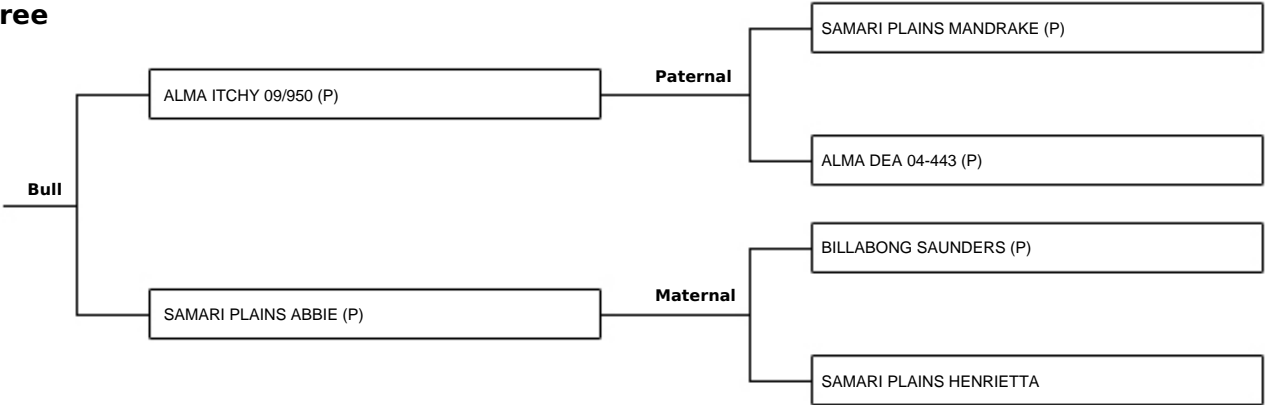 ree
SAMARI PLAINS MANDRAKE (P)
Paternal
ALMA ITCHY 09/950 (P)
ALMA DEA 04-443 (P)
Bull
BILLABONG SAUNDERS (P)
Maternal
SAMARI PLAINS ABBIE (P)
SAMARI PLAINS HENRIETTA